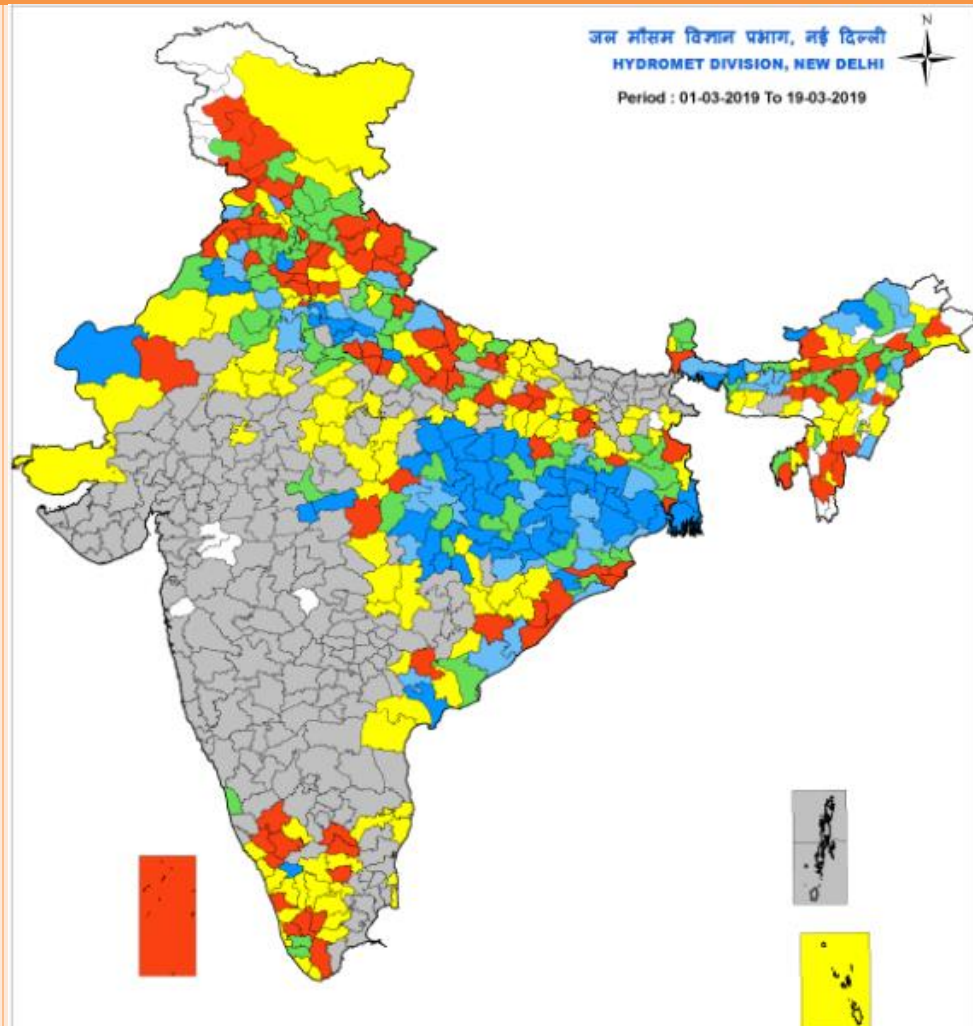 जल मौसम विज्ञान प्रभाग, नई दिल्ली
N
HYDROMET DIVISION, NEW DELHI
Period : 01-03-2019 To 19-03-2019